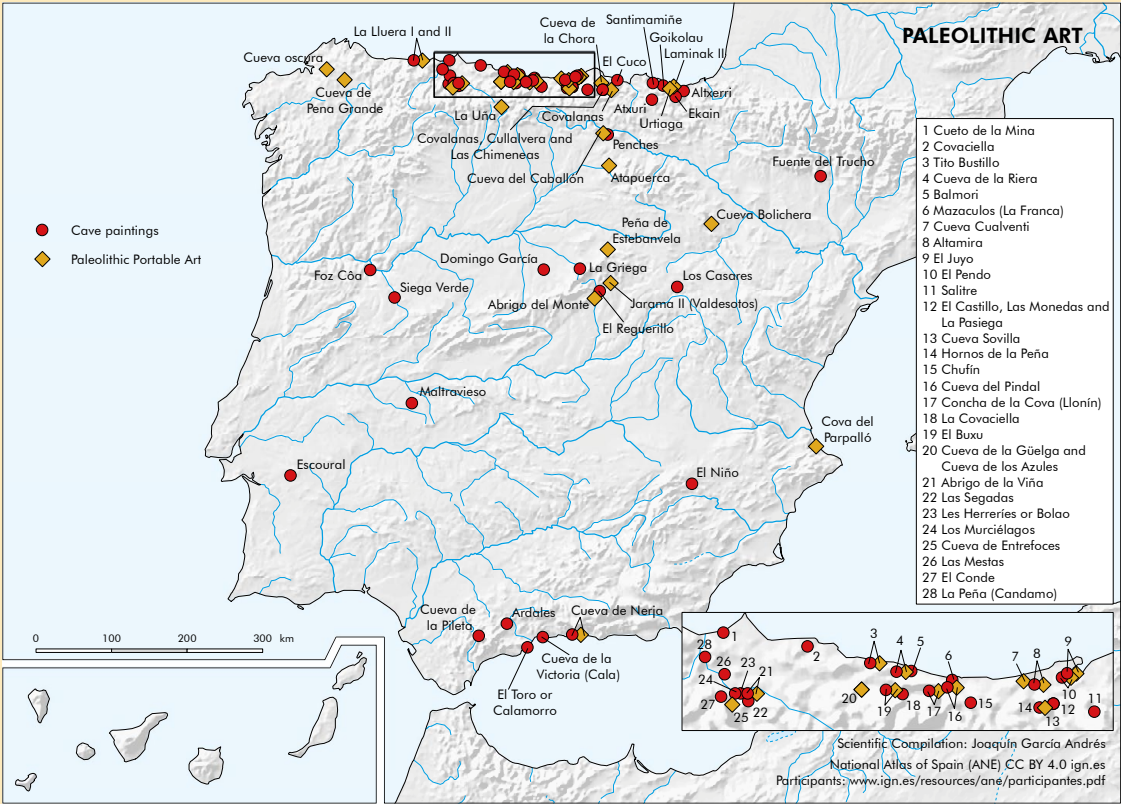 PALEOLITHIC ART
La Lluera I and II
Cueva de
la Chora
Santimamiñe
Goikolau
Laminak II
Cueva oscura
El Cuco
Cueva de
Pena Grande
Altxerri
La Uña
Covalanas
Atxuri
Ekain
Urtiaga
Covalanas, Cullalvera and
Las Chimeneas
Penches
Cueva del Caballón
Atapuerca
Fuente del Trucho
Cave paintings
Paleolithic Portable Art
Peña de
Estebanvela
Cueva Bolichera
Domingo García
La Griega
Foz Côa
Siega Verde
Los Casares
Abrigo del Monte
Jarama II (Valdesotos)
El Reguerillo
Maltravieso
Cova del
Parpalló
Escoural
El Niño
Cueva de
la Pileta
Ardales
Cueva de Nerja
Cueva de la
Victoria (Cala)
El Toro or
Calamorro
0 100 200 300 km
1 Cueto de la Mina
2 Covaciella
3 Tito Bustillo
4 Cueva de la Riera
5 Balmori
6 Mazaculos (La Franca)
7 Cueva Cualventi
8 Altamira
9 El Juyo
10 El Pendo
11 Salitre
12 El Castillo, Las Monedas and
La Pasiega
13 Cueva Sovilla
14 Hornos de la Peña
15 Chufín
16 Cueva del Pindal
17 Concha de la Cova (Llonín)
18 La Covaciella
19 El Buxu
20 Cueva de la Güelga and
Cueva de los Azules
21 Abrigo de la Viña
22 Las Segadas
23 Les Herreríes or Bolao
24 Los Murciélagos
25 Cueva de Entrefoces
26 Las Mestas
27 El Conde
28 La Peña (Candamo)
1
2
3
4
5
6
7
8
9
28
26
23
21
24
27
25
22
20
19
18
17
16
15
10
14
13
12
11
Scientific Compilation: Joaquín García Andrés
National Atlas of Spain (ANE) CC BY 4.0 ign.es
Participants: www.ign.es/resources/ane/participantes.pdf